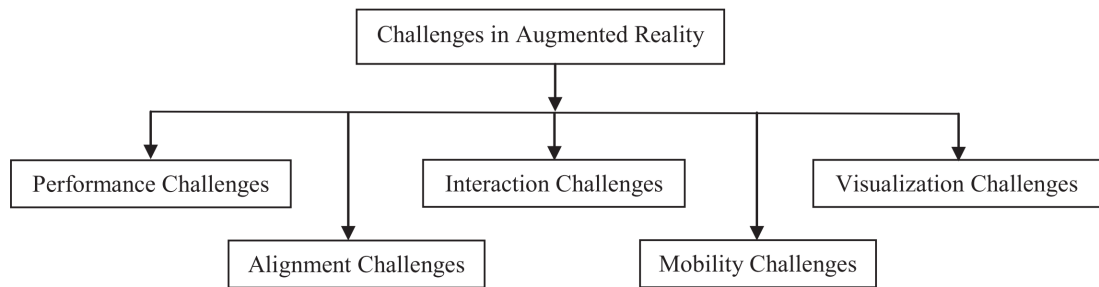 Challenges in Augmented Reality
Performance Challenges
Interaction Challenges
Visualization Challenges
Alignment Challenges
Mobility Challenges